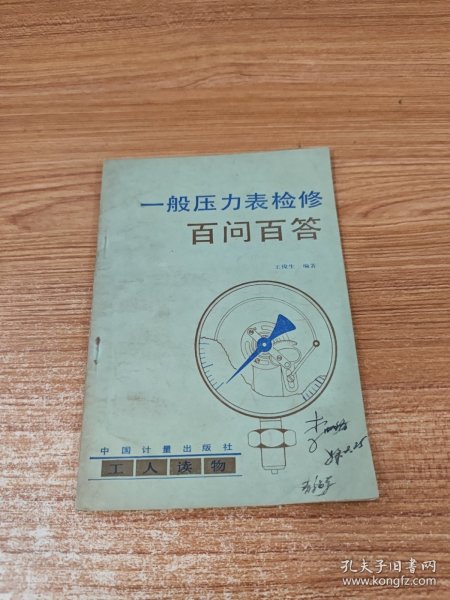 一般压力表检修
百问百答
王俊生 编著
中国计量出版社
工人读物
孔夫子旧书网
www.kongfz.com